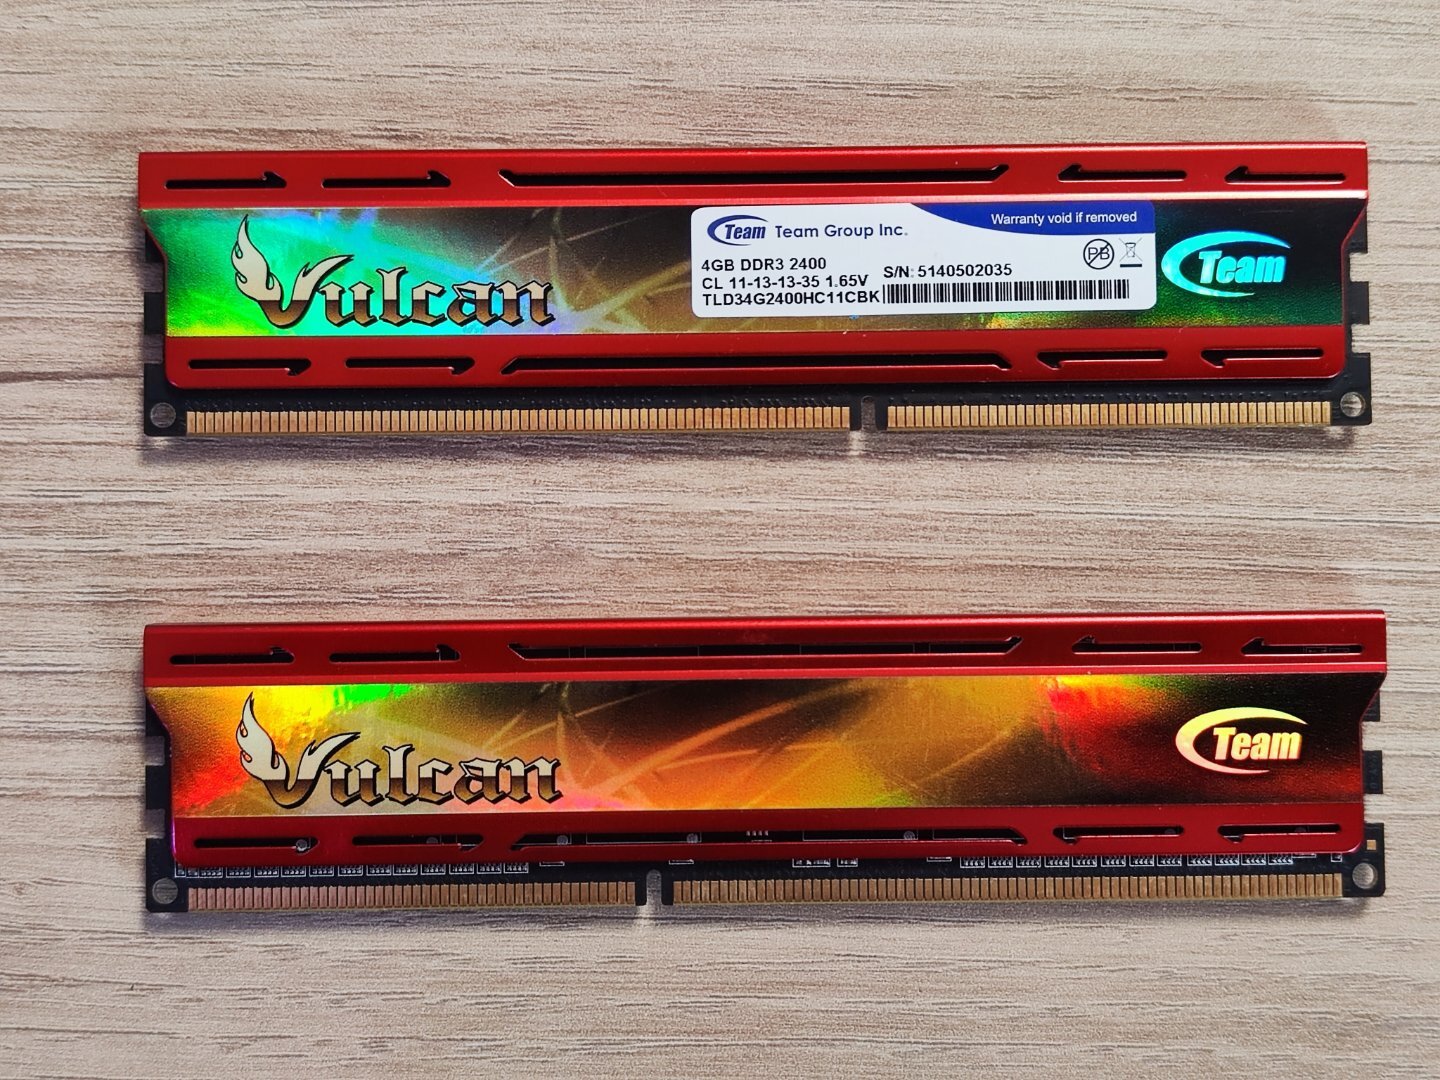 Vulcan
Team Team Group Inc.
Warranty void if removed
4GB DDR3 2400
CL 11-13-13-35 1.65V
TLD34G2400HC11CBK
S/N: 5140502035
Pb
Team
Vulcan
Team